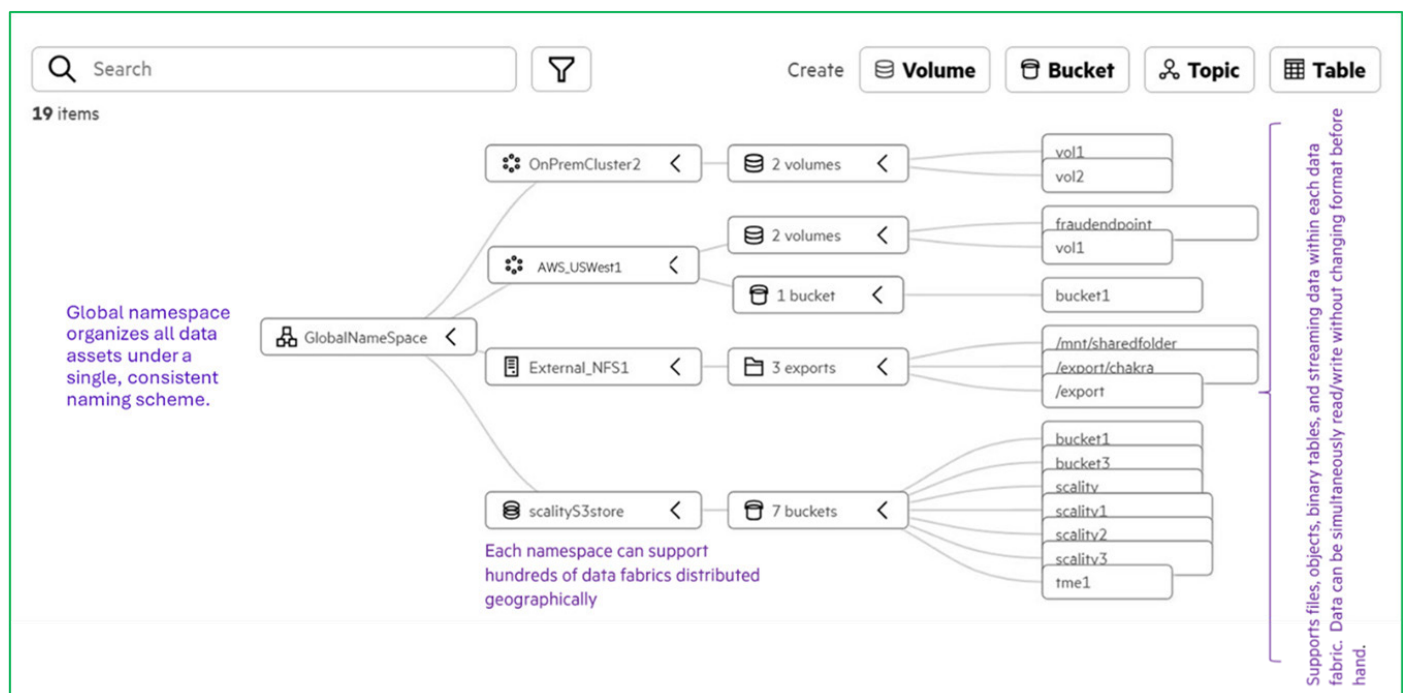 Search
Create
Volume
Bucket
Topic
Table
19 items
OnPremCluster2
2 volumes
vol1
vol2
AWS_USWest1
2 volumes
fraudendpoint
vol1
1 bucket
bucket1
Global namespace
organizes all data
assets under a
single, consistent
naming scheme.
GlobalNameSpace
External_NFS1
3 exports
/mnt/sharedfolder
/export/chakra
/export
scalityS3store
7 buckets
bucket1
bucket3
scality
scality1
scality2
scality3
tme1
Each namespace can support
hundreds of data fabrics distributed
geographically
Supports files, objects, binary tables, and streaming data within each data
fabric. Data can be simultaneously read/write without changing format before
hand.